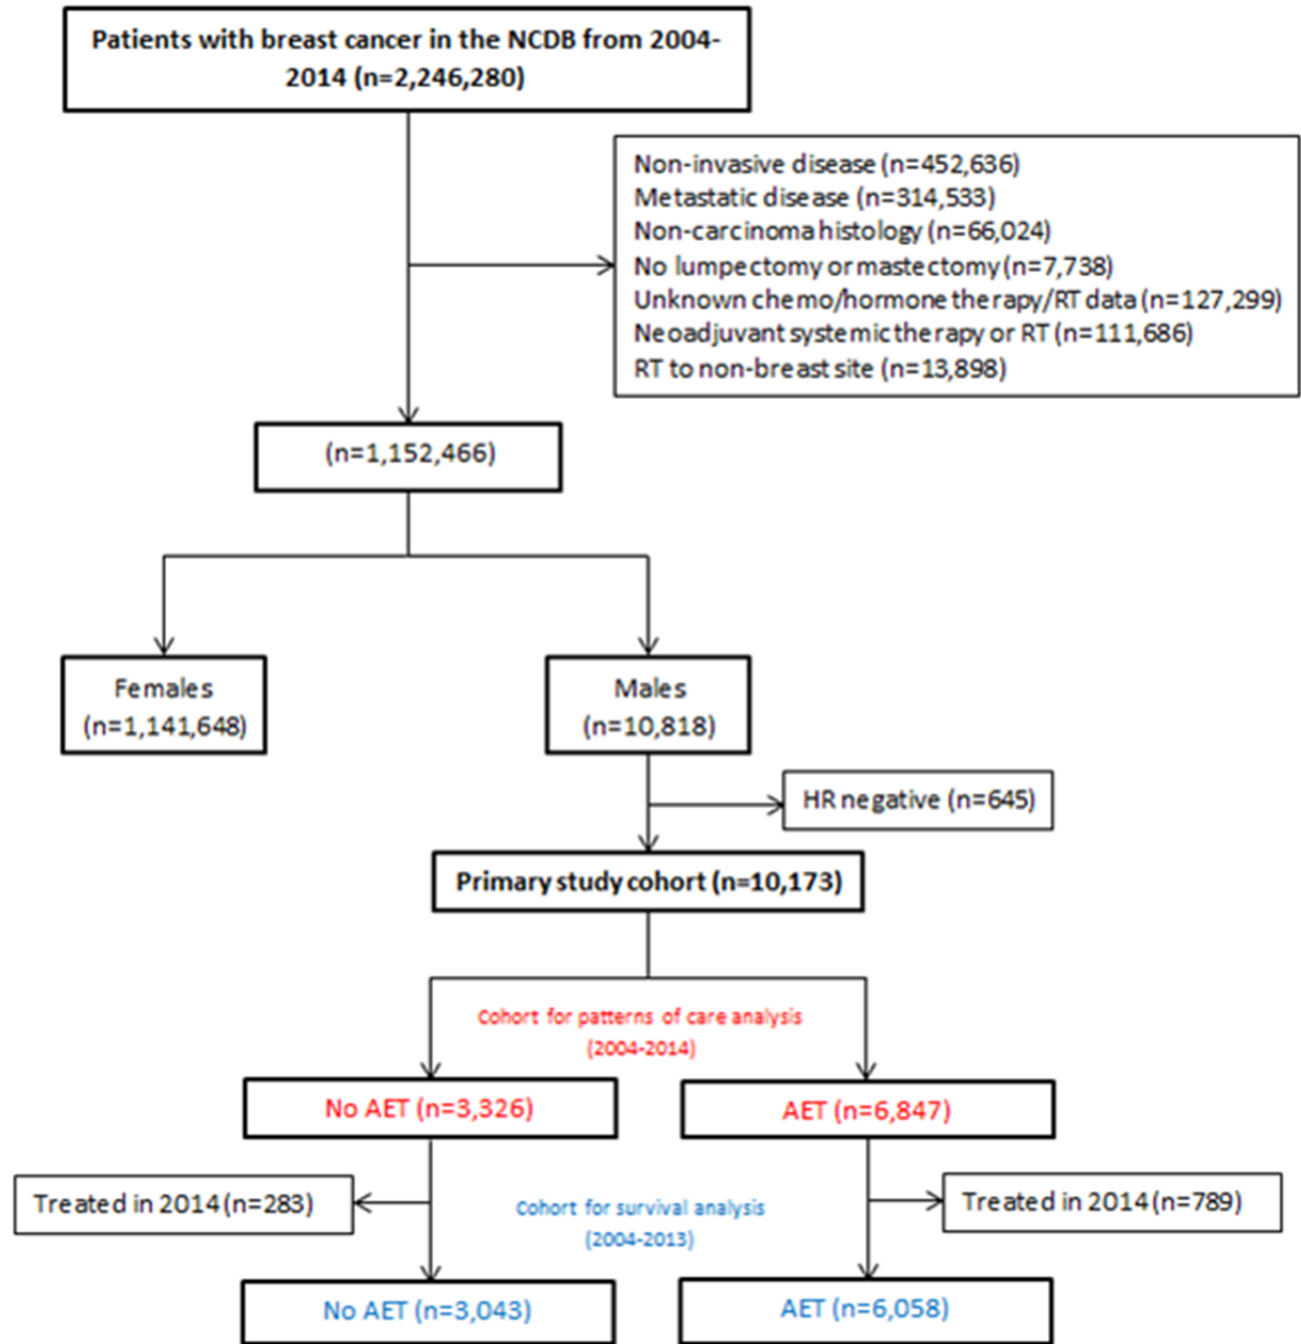 Patients with breast cancer in the NCDB from 2004-
2014 (n=2,246,280)
Non-invasive disease (n=452,636)
Metastatic disease (n=314,533)
Non-carcinoma histology (n=66,024)
No lumpectomy or mastectomy (n=7,738)
Unknown chemo/hormone therapy/RT data (n=127,299)
Neoadjuvant systemic therapy or RT (n=111,686)
RT to non-breast site (n=13,898)
(n=1,152,466)
Females
(n=1,141,648)
Males
(n=10,818)
HR negative (n=645)
Primary study cohort (n=10,173)
Cohort for patterns of care analysis
(2004-2014)
No AET (n=3,326)
AET (n=6,847)
Treated in 2014 (n=283)
Cohort for survival analysis
(2004-2013)
Treated in 2014 (n=789)
No AET (n=3,043)
AET (n=6,058)